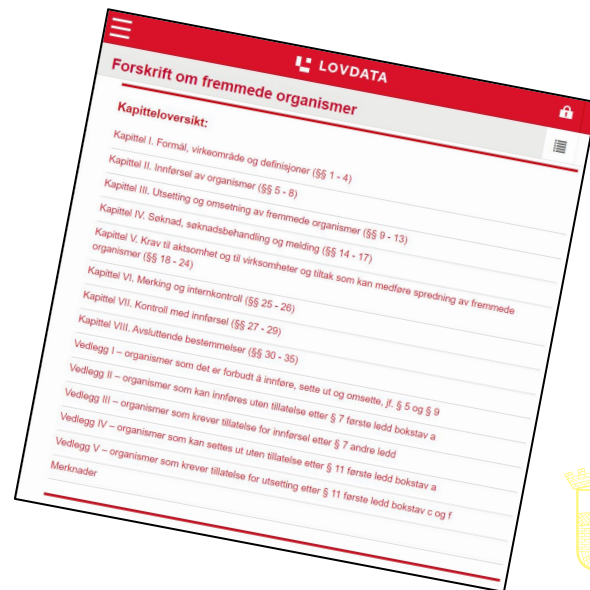 LOVDATA
Forskrift om fremmede organismer
Kapitteloversikt:
Kapittel I. Formål, virkeområde og definisjoner (§§ 1 - 4)
Kapittel II. Innførsel av organismer (§§ 5 - 8)
Kapittel III. Utsetting og omsetning av fremmede organismer (§§ 9 - 13)
Kapittel IV. Søknad, søknadsbehandling og melding (§§ 14 - 17)
Kapittel V. Krav til aktsomhet og til virksomheter og tiltak som kan medføre spredning av fremmede
organismer (§§ 18 - 24)
Kapittel VI. Merking og internkontroll (§§ 25 - 26)
Kapittel VII. Kontroll med innførsel (§§ 27 - 29)
Kapittel VIII. Avsluttende bestemmelser (§§ 30 - 35)
Vedlegg I – organismer som det er forbudt å innføre, sette ut og omsette, jf. § 5 og § 9
Vedlegg II – organismer som kan innføres uten tillatelse etter § 7 første ledd bokstav a
Vedlegg III – organismer som krever tillatelse for innførsel etter § 7 andre ledd
Vedlegg IV – organismer som kan settes ut uten tillatelse etter § 11 første ledd bokstav a
Vedlegg V – organismer som krever tillatelse for utsetting etter § 11 første ledd bokstav c og f
Merknader